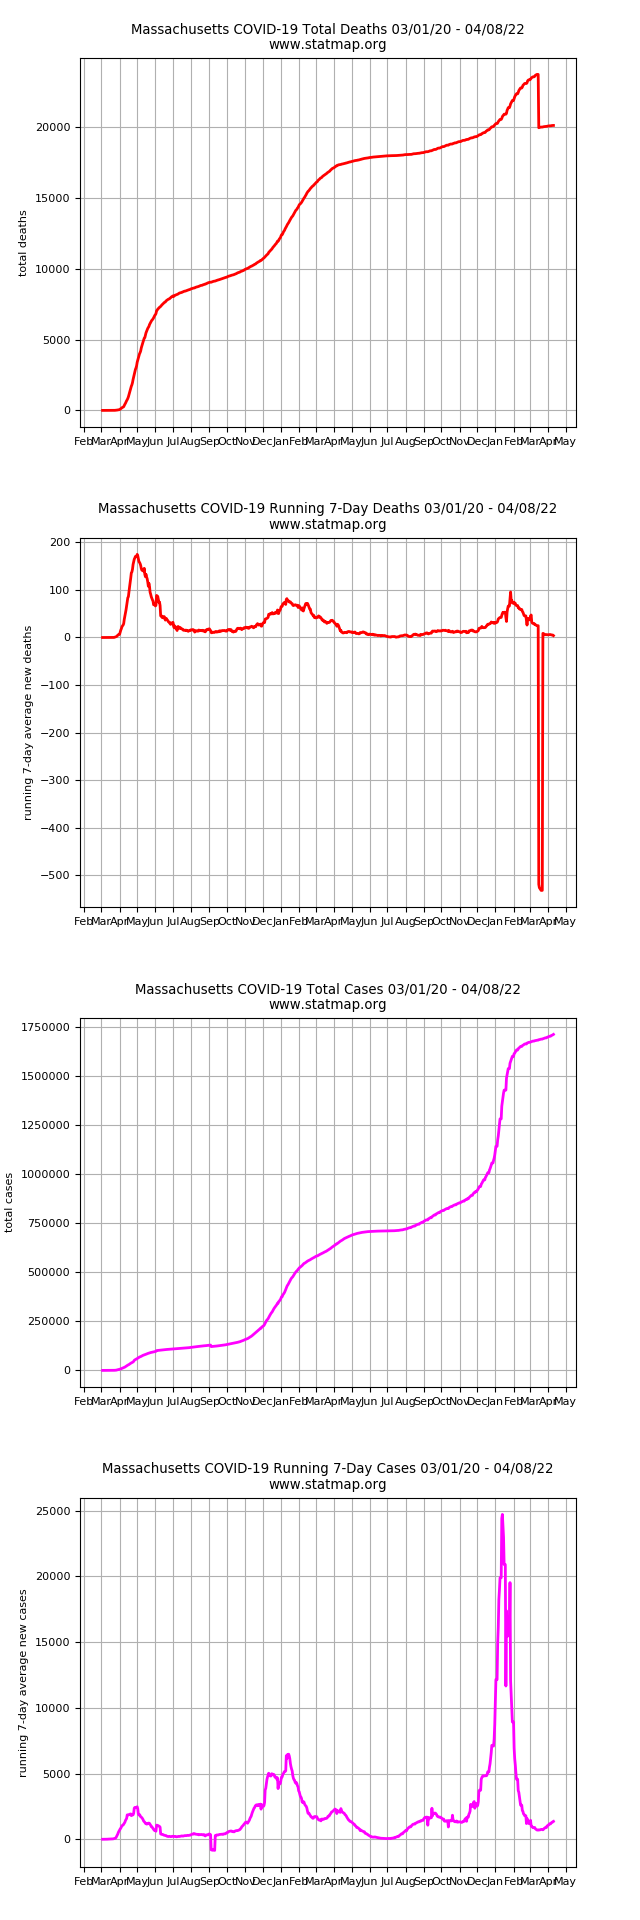 Massachusetts COVID-19 Total Deaths 03/01/20 - 04/08/22
www.statmap.org
20000
15000
10000
5000
0
total deaths
Feb Mar Apr May Jun Jul Aug Sep Oct Nov Dec Jan Feb Mar Apr May Jun Jul Aug Sep Oct Nov Dec Jan Feb Mar Apr May
Massachusetts COVID-19 Running 7-Day Deaths 03/01/20 - 04/08/22
www.statmap.org
200
100
0
−100
−200
−300
−400
−500
running 7-day average new deaths
Feb Mar Apr May Jun Jul Aug Sep Oct Nov Dec Jan Feb Mar Apr May Jun Jul Aug Sep Oct Nov Dec Jan Feb Mar Apr May
Massachusetts COVID-19 Total Cases 03/01/20 - 04/08/22
www.statmap.org
1750000
1500000
1250000
1000000
750000
500000
250000
0
total cases
Feb Mar Apr May Jun Jul Aug Sep Oct Nov Dec Jan Feb Mar Apr May Jun Jul Aug Sep Oct Nov Dec Jan Feb Mar Apr May
Massachusetts COVID-19 Running 7-Day Cases 03/01/20 - 04/08/22
www.statmap.org
25000
20000
15000
10000
5000
0
running 7-day average new cases
Feb Mar Apr May Jun Jul Aug Sep Oct Nov Dec Jan Feb Mar Apr May Jun Jul Aug Sep Oct Nov Dec Jan Feb Mar Apr May